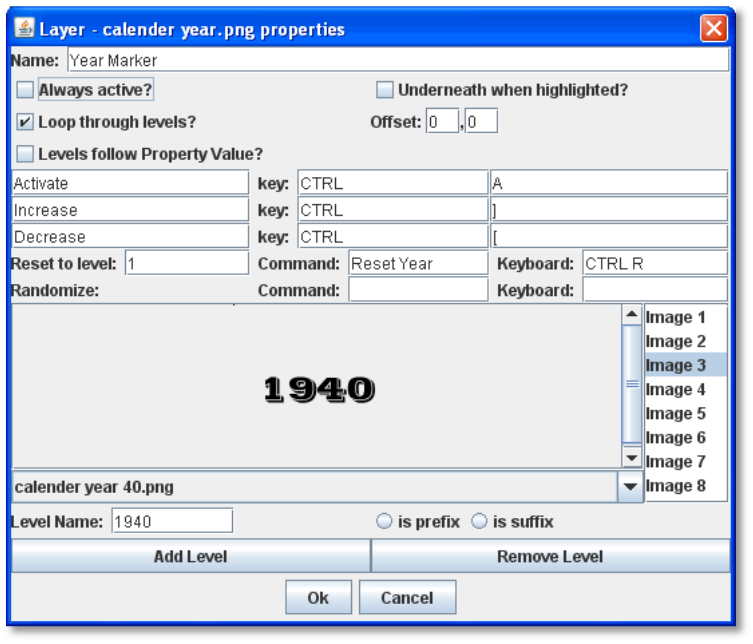 Layer - calender year.png properties
Name: Year Marker
Always active? Underneath when highlighted?
Loop through levels? Offset: 0 ,0
Levels follow Property Value?
Activate key: CTRL A
Increase key: CTRL ]
Decrease key: CTRL [
Reset to level: 1 Command: Reset Year Keyboard: CTRL R
Randomize: Command: Keyboard:
1940
Image 1
Image 2
Image 3
Image 4
Image 5
Image 6
Image 7
Image 8
calender year 40.png
Level Name: 1940 is prefix is suffix
Add Level Remove Level
Ok Cancel